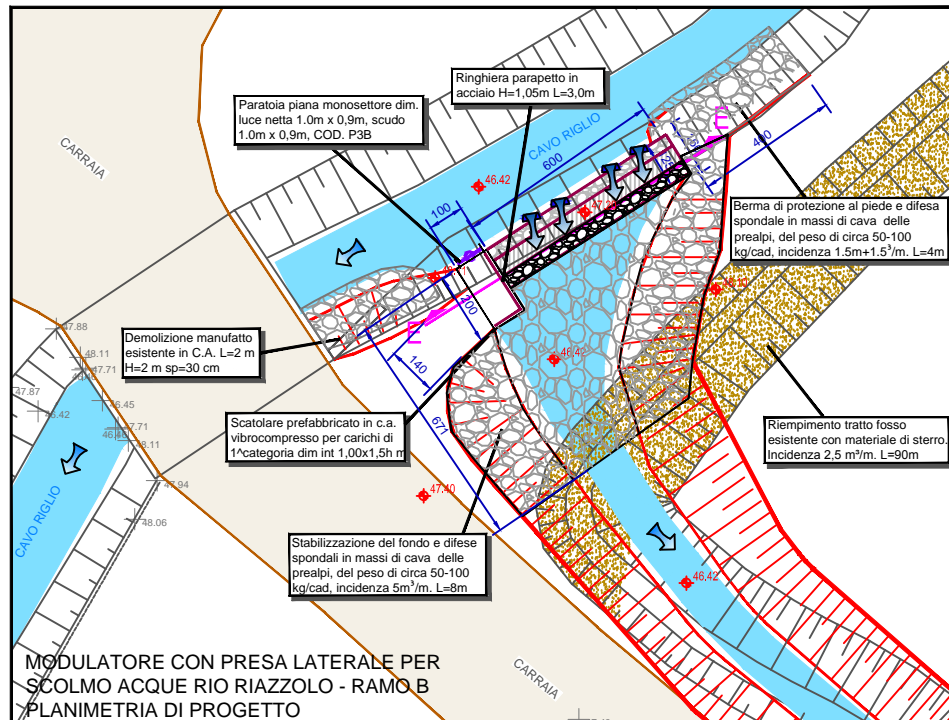 Ringhiera parapetto in
acciaio H=1,05m L=3,0m
Paratoia piana monosettore dim.
luce netta 1.0m x 0,9m, scudo
1.0m x 0,9m, COD. P3B
CARRAIA
CAVO RIGLIO
600
400
E
46.42
100
Berma di protezione al piede e difesa
spondale in massi di cava delle
prealpi, del peso di circa 50-100
kg/cad, incidenza 1.5m+1.5³/m. L=4m
200
E
140
671
46.42
Demolizione manufatto
esistente in C.A. L=2 m
H=2 m sp=30 cm
47.88
48.11
47.71
47.87
46.42
46.45
47.71
46.46
48.11
47.94
48.06
CAVO RIGLIO
Scatolare prefabbricato in c.a.
vibrocompresso per carichi di
1^categoria dim int 1,00x1,5h m
Riempimento tratto fosso
esistente con materiale di sterro.
Incidenza 2,5 m³/m. L=90m
47.40
Stabilizzazione del fondo e difese
spondali in massi di cava delle
prealpi, del peso di circa 50-100
kg/cad, incidenza 5m³/m. L=8m
46.42
CARRAIA
MODULATORE CON PRESA LATERALE PER
SCOLMO ACQUE RIO RIAZZOLO - RAMO B
PLANIMETRIA DI PROGETTO